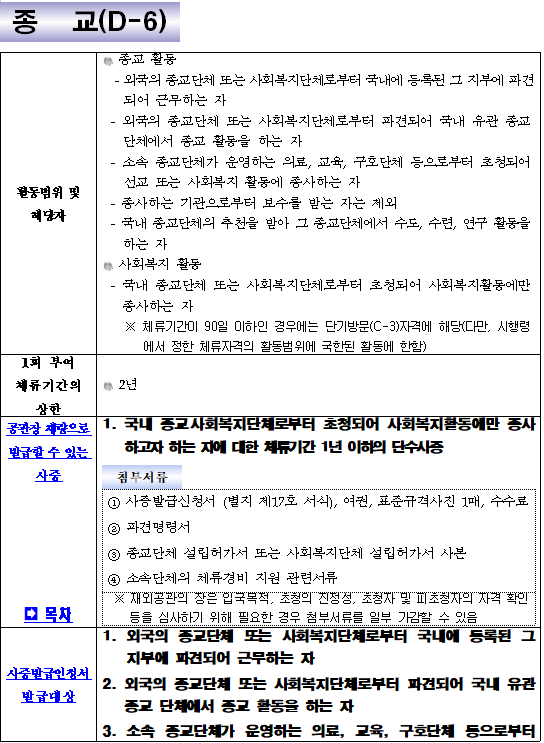 종 교(D-6)
활동범위 및
해당자
종교 활동
- 외국의 종교단체 또는 사회복지단체로부터 국내에 등록된 그 지부에 파견
되어 근무하는 자
- 외국의 종교단체 또는 사회복지단체로부터 파견되어 국내 유관 종교
단체에서 종교 활동을 하는 자
- 소속 종교단체가 운영하는 의료, 교육, 구호단체 등으로부터 초청되어
선교 또는 사회복지 활동에 종사하는 자
- 종사하는 기관으로부터 보수를 받는 자는 제외
- 국내 종교단체의 추천을 받아 그 종교단체에서 수도, 수련, 연구 활동을
하는 자
사회복지 활동
- 국내 종교단체 또는 사회복지단체로부터 초청되어 사회복지활동에만
종사하는 자
※ 체류기간이 90일 이하인 경우에는 단기방문(C-3)자격에 해당(다만, 시행령
에서 정한 체류자격의 활동범위에 국한된 활동에 한함)
1회 부여
체류기간의
상한
2년
공관장 재량으로
발급할 수 있는
사증
➡ 목차
1. 국내 종교사회복지단체로부터 초청되어 사회복지활동에만 종사
하고자 하는 자에 대한 체류기간 1년 이하의 단수사증
첨부서류
① 사증발급신청서 (별지 제17호 서식), 여권, 표준규격사진 1매, 수수료
② 파견명령서
③ 종교단체 설립허가서 또는 사회복지단체 설립허가서 사본
④ 소속단체의 체류경비 지원 관련서류
※ 재외공관의 장은 입국목적, 초청의 진정성, 초청자 및 피초청자의 자격 확인
등을 심사하기 위해 필요한 경우 첨부서류를 일부 가감할 수 있음
사증발급인정서
발급대상
1. 외국의 종교단체 또는 사회복지단체로부터 국내에 등록된 그
지부에 파견되어 근무하는 자
2. 외국의 종교단체 또는 사회복지단체로부터 파견되어 국내 유관
종교 단체에서 종교 활동을 하는 자
3. 소속 종교단체가 운영하는 의료, 교육, 구호단체 등으로부터